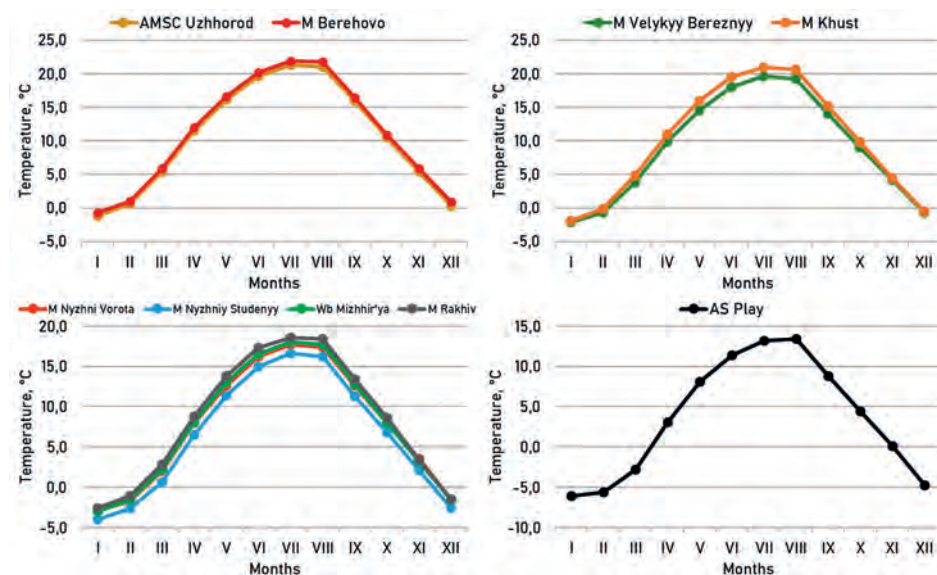 AMSC Uzhhorod M Berehovo
25,0
20,0
15,0
10,0
5,0
0,0
-5,0
Temperature, °C
I II III IV V VI VII VIII IX X XI XII
Months
M Velykyy Bereznyy M Khust
25,0
20,0
15,0
10,0
5,0
0,0
-5,0
Temperature, °C
I II III IV V VI VII VIII IX X XI XII
Months
M Nyzhni Vorota M Nyzhniy Studenyy Wb Mizhhir'ya M Rakhiv
20,0
15,0
10,0
5,0
0,0
-5,0
Temperature, °C
I II III IV V VI VII VIII IX X XI XII
Months
AS Play
15,0
10,0
5,0
0,0
-5,0
-10,0
Temperature, °C
I II III IV V VI VII VIII IX X XI XII
Months